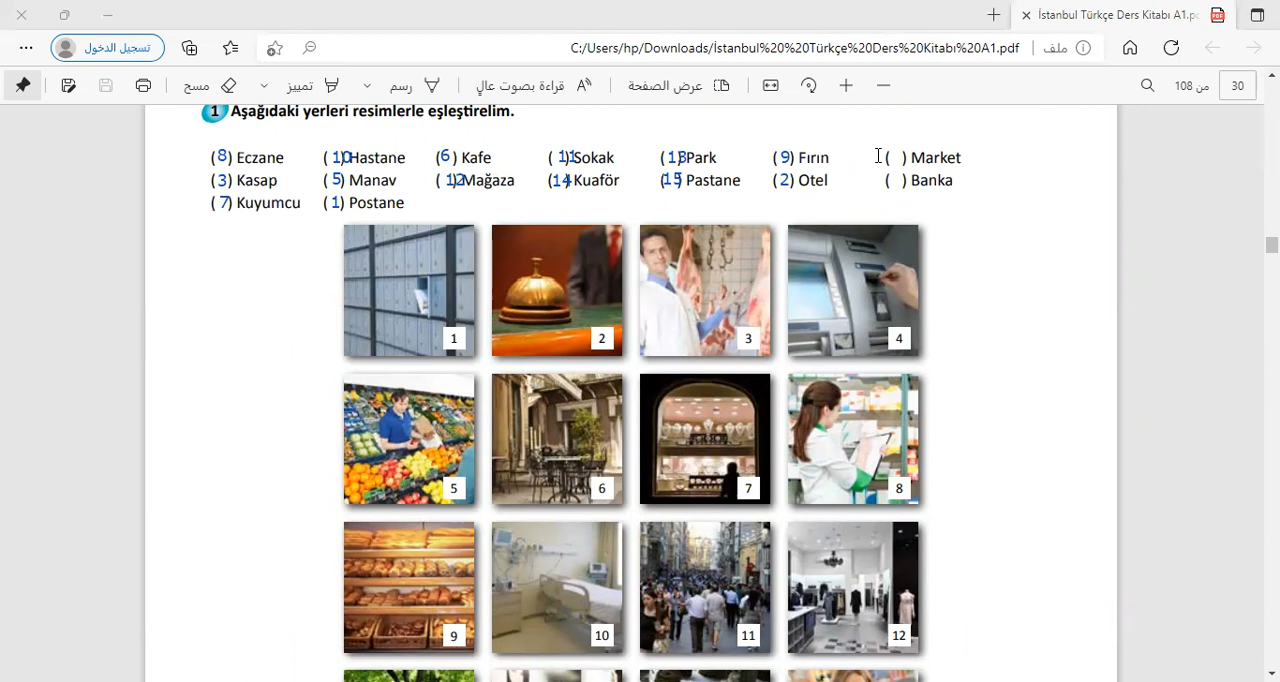 İstanbul Türkçe Ders Kitabı A1.pd
تسجيل الدخول
C:/Users/hp/Downloads/İstanbul%20%20Türkçe%20Ders%20Kitabı%20A1.pdf
ملف
مسح
تمييز
رسم
قراءة بصوت عالٍ
عرض الصفحة
من 108
30
1 Aşağıdaki yerleri resimlerle eşleştirelim.
(8) Eczane (10)Hastane (6) Kafe (11)Sokak (13)Park (9) Fırın ( ) Market
(3) Kasap (5) Manav (12)Mağaza (14)Kuaför (15) Pastane (2) Otel ( ) Banka
(7) Kuyumcu (1) Postane
1 2 3 4
5 6 7 8
9 10 11 12